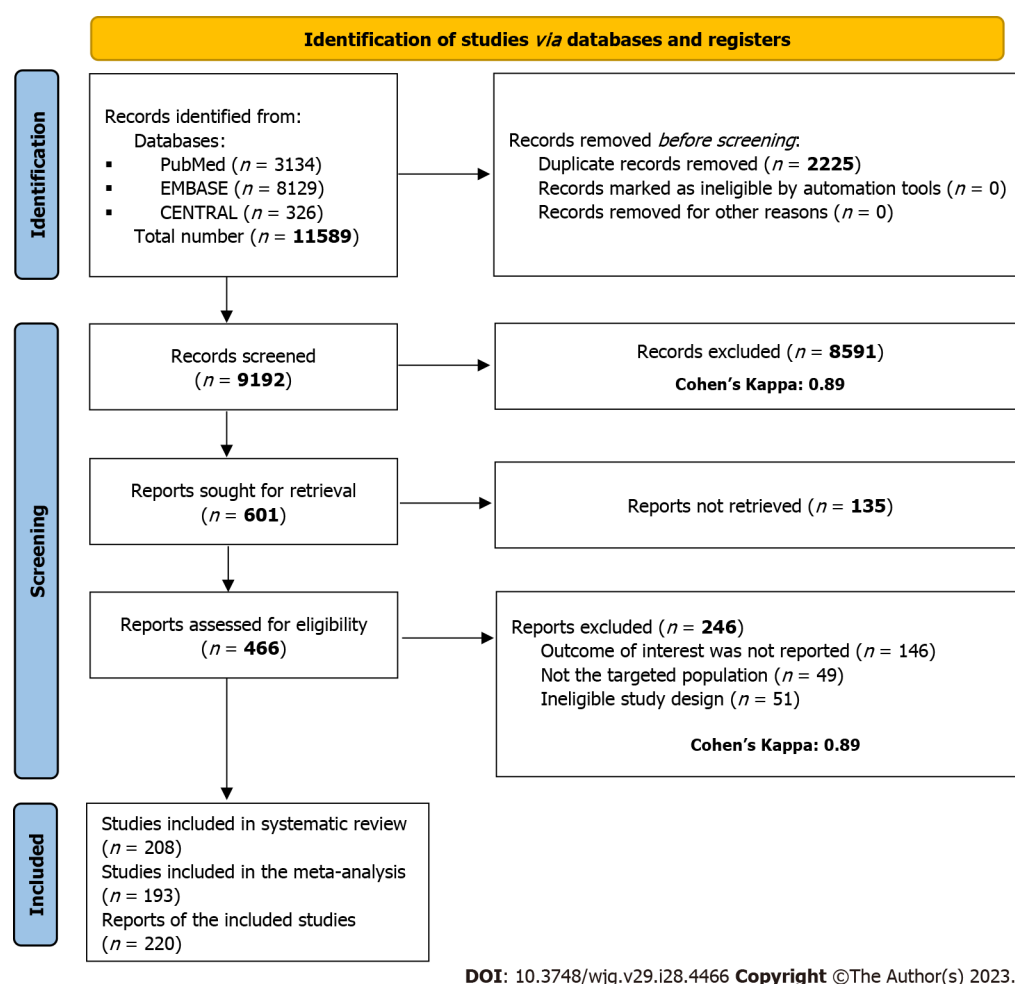 Identification of studies via databases and registers
Identification
Records identified from:
Databases:
▪ PubMed (n = 3134)
▪ EMBASE (n = 8129)
▪ CENTRAL (n = 326)
Total number (n = 11589)
Records removed before screening:
Duplicate records removed (n = 2225)
Records marked as ineligible by automation tools (n = 0)
Records removed for other reasons (n = 0)
Screening
Records screened
(n = 9192)
Records excluded (n = 8591)
Cohen's Kappa: 0.89
Reports sought for retrieval
(n = 601)
Reports not retrieved (n = 135)
Reports assessed for eligibility
(n = 466)
Reports excluded (n = 246)
Outcome of interest was not reported (n = 146)
Not the targeted population (n = 49)
Ineligible study design (n = 51)
Cohen's Kappa: 0.89
Included
Studies included in systematic review
(n = 208)
Studies included in the meta-analysis
(n = 193)
Reports of the included studies
(n = 220)
DOI: 10.3748/wjg.v29.i28.4466 Copyright ©The Author(s) 2023.